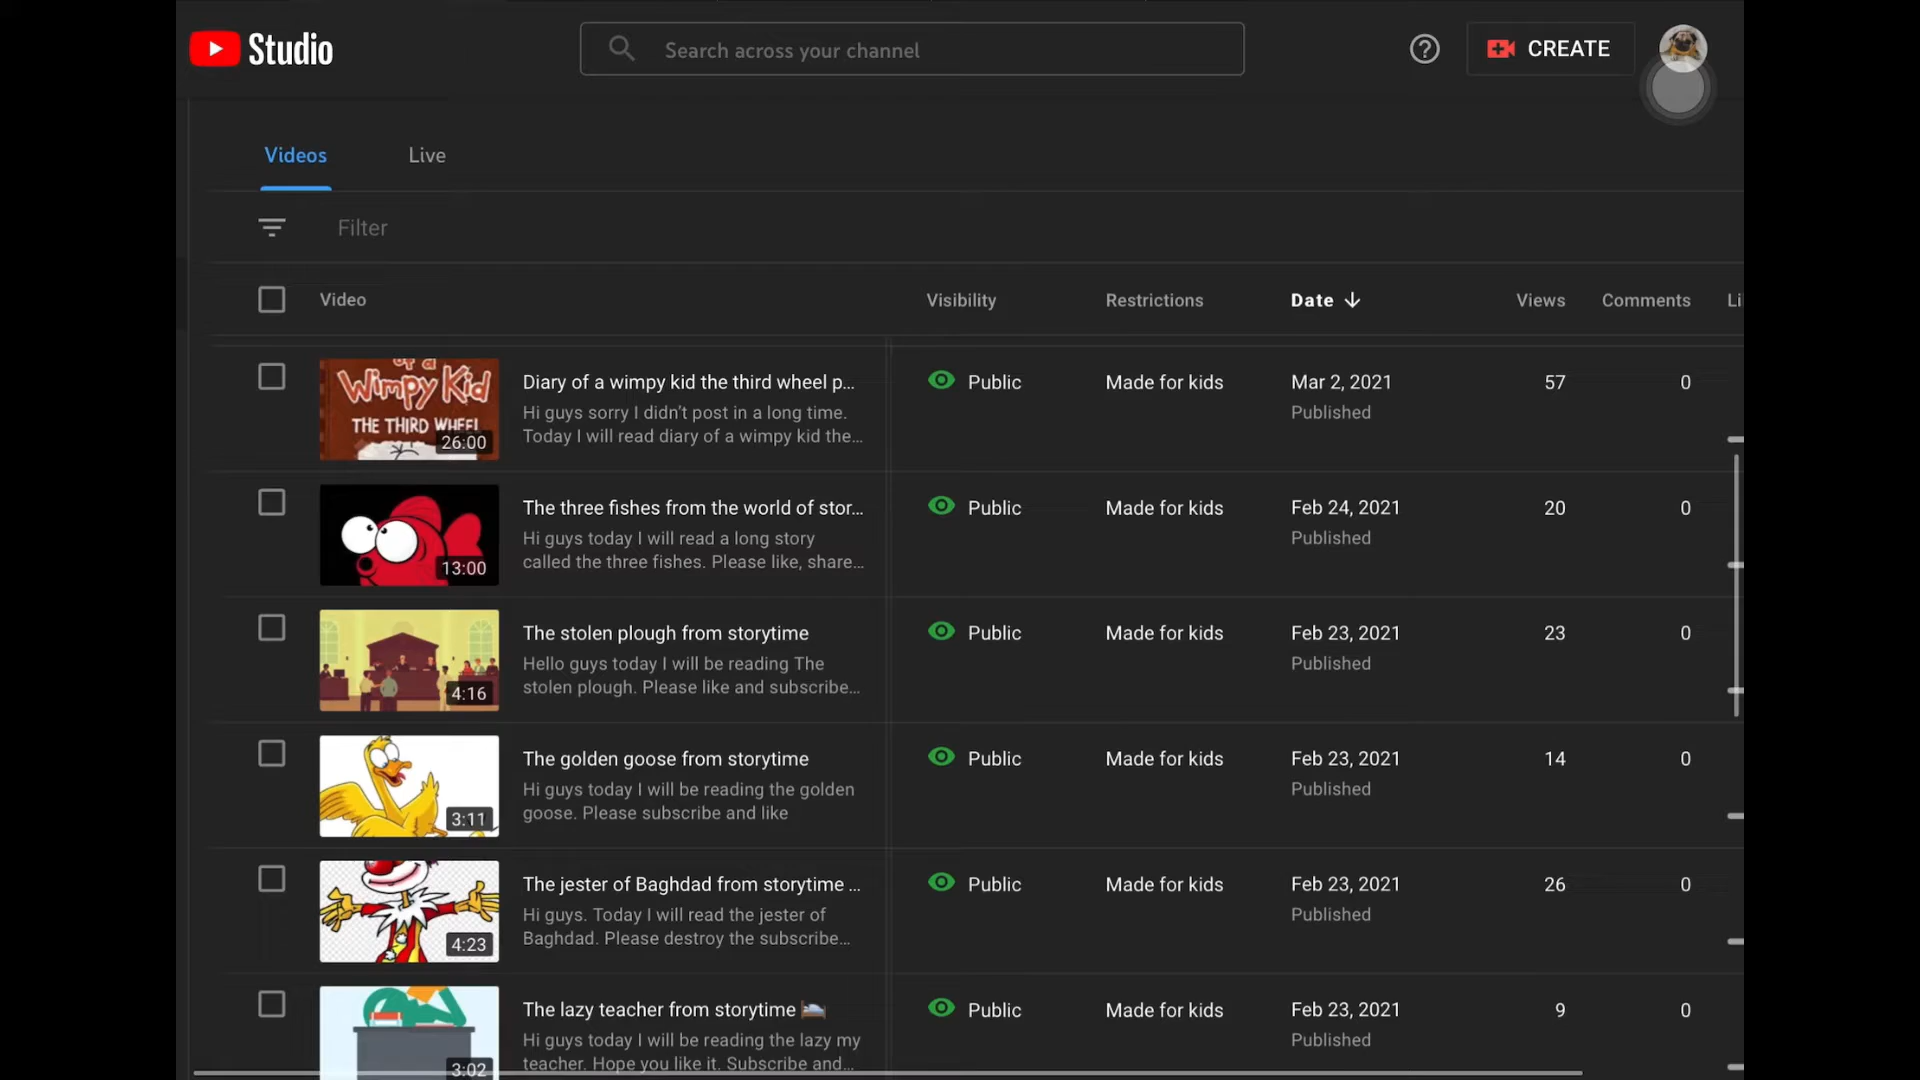 Studio
Search across your channel
CREATE
Videos Live
Filter
Video Visibility Restrictions Date Views Comments Li
of a
Wimpy Kid
THE THIRD WHEEL
26:00
Diary of a wimpy kid the third wheel p...
Hi guys sorry I didn't post in a long time.
Today I will read diary of a wimpy kid the...
Public Made for kids Mar 2, 2021 57 0
Published
13:00
The three fishes from the world of stor...
Hi guys today I will read a long story
called the three fishes. Please like, share...
Public Made for kids Feb 24, 2021 20 0
Published
4:16
The stolen plough from storytime
Hello guys today I will be reading The
stolen plough. Please like and subscribe...
Public Made for kids Feb 23, 2021 23 0
Published
3:11
The golden goose from storytime
Hi guys today I will be reading the golden
goose. Please subscribe and like
Public Made for kids Feb 23, 2021 14 0
Published
4:23
The jester of Baghdad from storytime ...
Hi guys. Today I will read the jester of
Baghdad. Please destroy the subscribe...
Public Made for kids Feb 23, 2021 26 0
Published
3:02
The lazy teacher from storytime 🛌
Hi guys today I will be reading the lazy my
teacher. Hope you like it. Subscribe and...
Public Made for kids Feb 23, 2021 9 0
Published